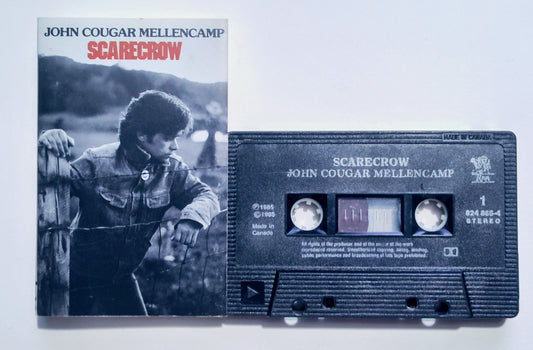 JOHN COUGAR MELLENCAMP
SCARECROW
MADE IN CANADA
SCARECROW
JOHN COUGAR MELLENCAMP
℗1985
©1985
Made in
Canada
1
824 865-4
STEREO
All rights of the producer and of the owner of the work
reproduced reserved. Unauthorized copying, hiring, lending,
public performance and broadcasting of this tape prohibited.